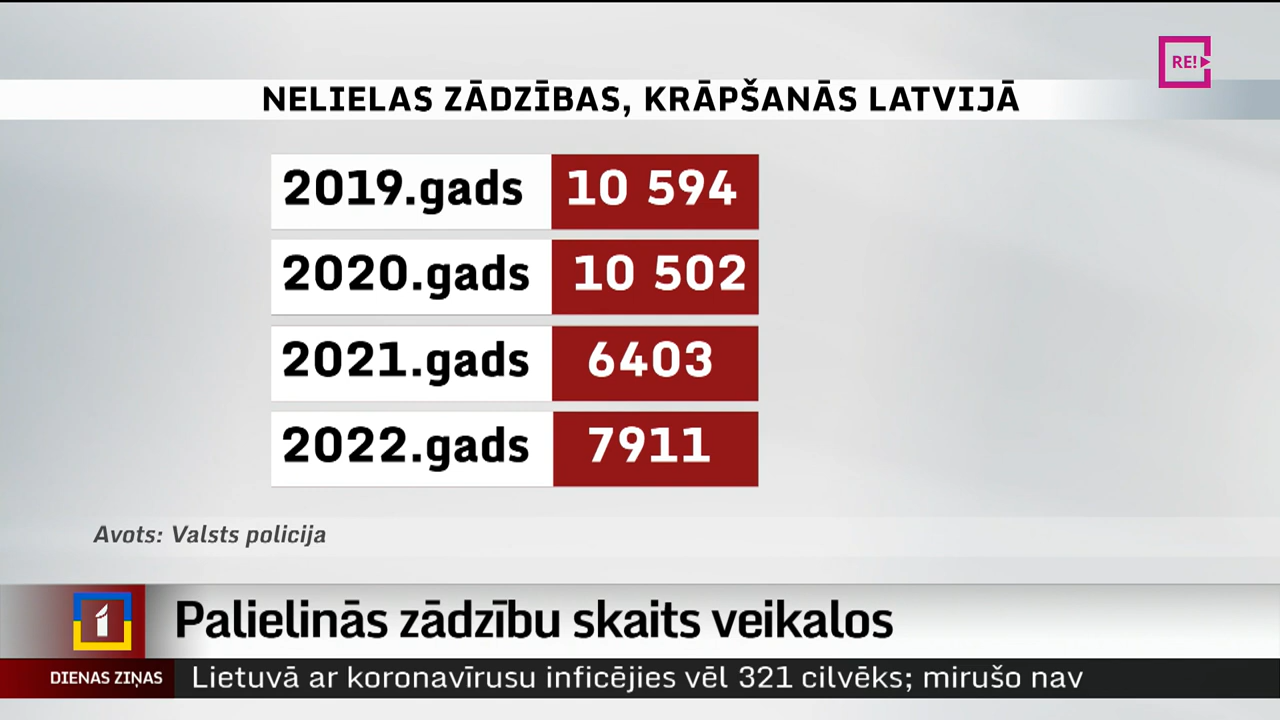 RE!
NELIELAS ZĀDZĪBAS, KRĀPŠANĀS LATVIJĀ
2019.gads 10 594
2020.gads 10 502
2021.gads 6403
2022.gads 7911
Avots: Valsts policija
1 Palielinās zādzību skaits veikalos
DIENAS ZIŅAS Lietuvā ar koronavīrusu inficējies vēl 321 cilvēks; mirušo nav